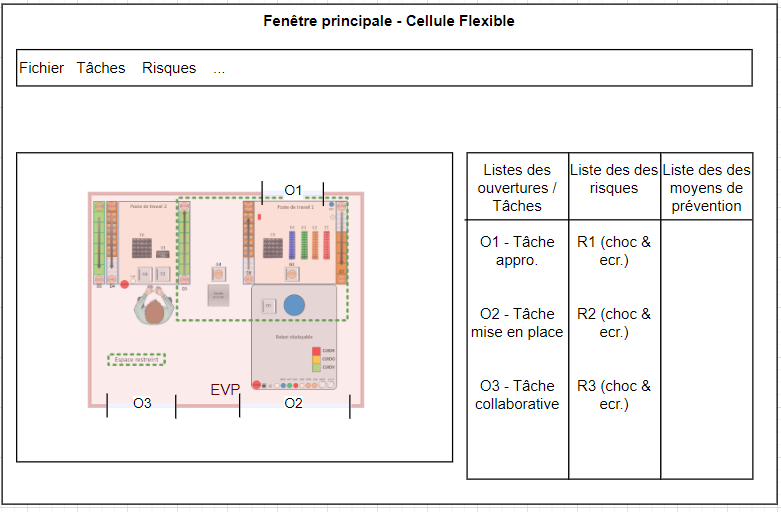 Fenêtre principale - Cellule Flexible
Fichier Tâches Risques ...
O1
Poste de travail 2
Poste de travail 1
Robot déplaçable
Espace restreint
EVP
O3
O2
Listes des
ouvertures /
Tâches
Liste des des
risques
Liste des des
moyens de
prévention
O1 - Tâche
appro.
R1 (choc &
ecr.)
O2 - Tâche
mise en place
R2 (choc &
ecr.)
O3 - Tâche
collaborative
R3 (choc &
ecr.)